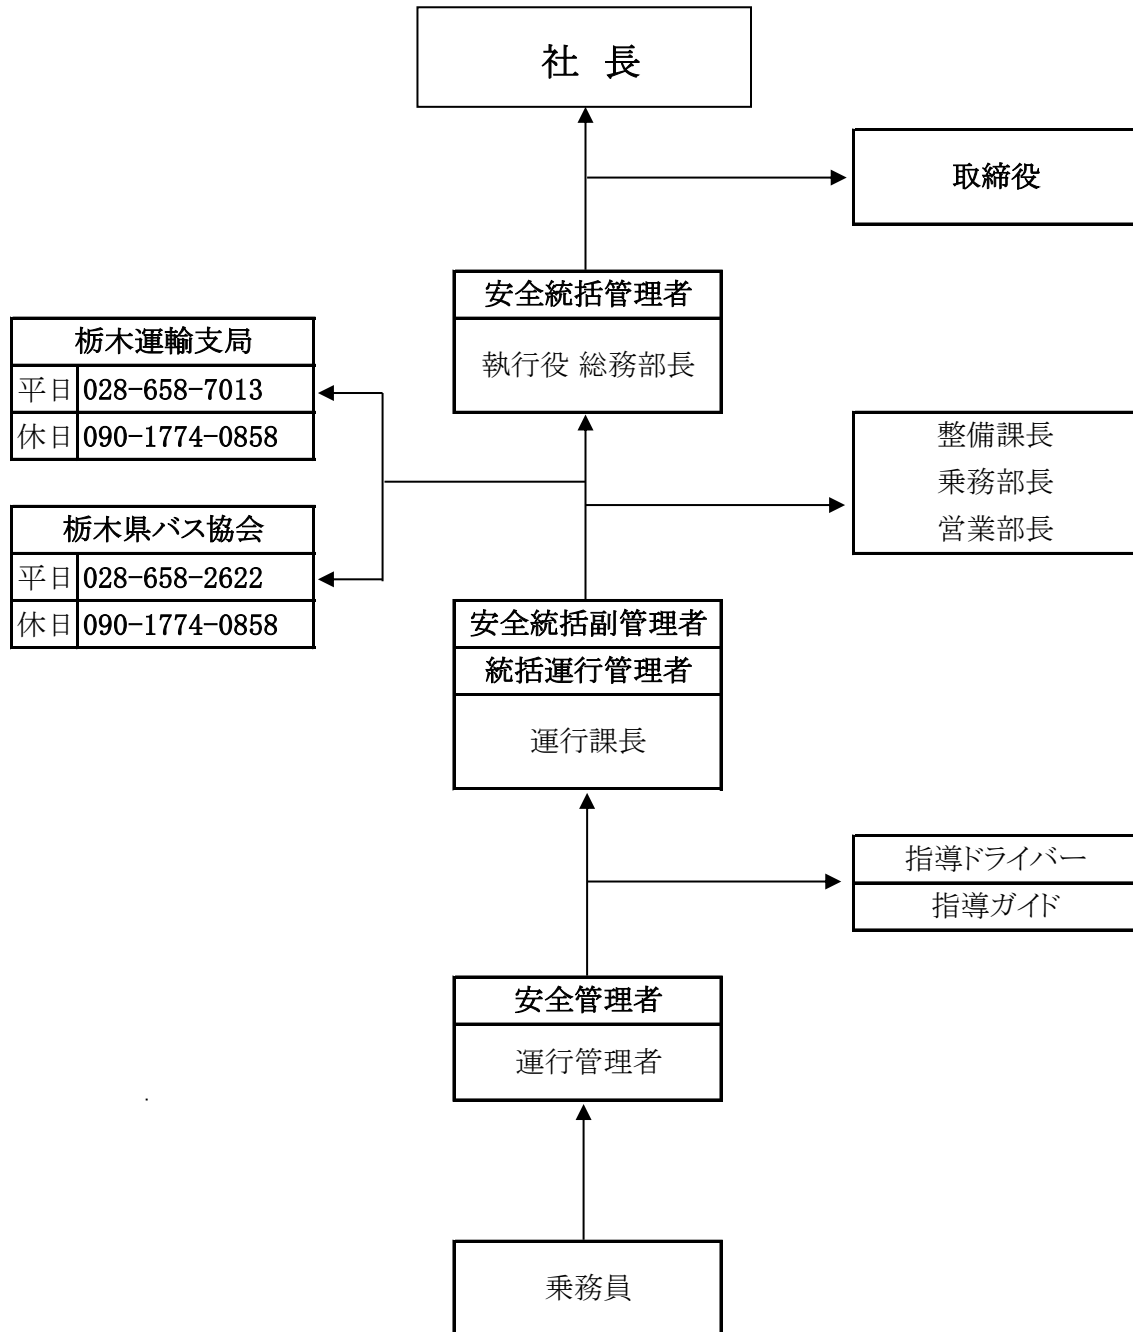 社 長
取締役
安全統括管理者
執行役 総務部長
栃木運輸支局
平日 028-658-7013
休日 090-1774-0858
整備課長
乗務部長
営業部長
栃木県バス協会
平日 028-658-2622
休日 090-1774-0858
安全統括副管理者
統括運行管理者
運行課長
指導ドライバー
指導ガイド
安全管理者
運行管理者
乗務員